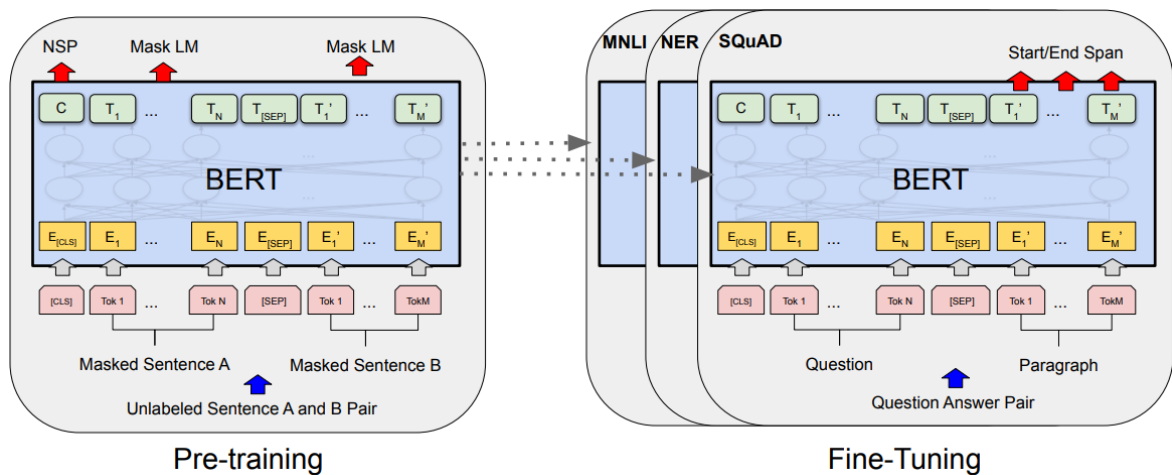 NSP Mask LM Mask LM
C T1 ... TN T[SEP] T1' ... TM'
...
BERT
...
E[CLS] E1 ... EN E[SEP] E1' ... EM'
[CLS] Tok 1 ... Tok N [SEP] Tok 1 ... TokM
Masked Sentence A Masked Sentence B
Unlabeled Sentence A and B Pair
Pre-training
MNLI NER SQuAD
Start/End Span
C T1 ... TN T[SEP] T1' ... TM'
...
BERT
...
E[CLS] E1 ... EN E[SEP] E1' ... EM'
[CLS] Tok 1 ... Tok N [SEP] Tok 1 ... TokM
Question Paragraph
Question Answer Pair
Fine-Tuning